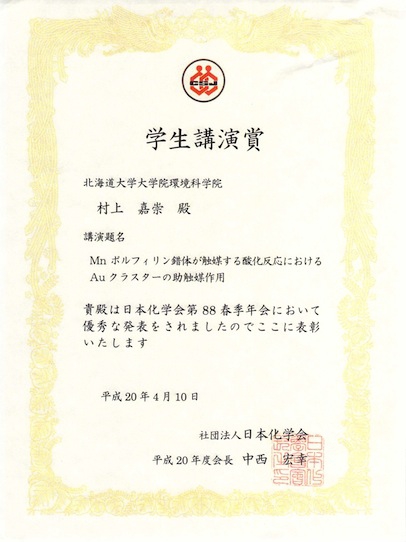 CSJ
学生講演賞
北海道大学大学院環境科学院
村上 嘉崇 殿
講演題名
Mn ポルフィリン錯体が触媒する酸化反応における
Au クラスターの助触媒作用
貴殿は日本化学会第 88 春季年会において
優秀な発表をされましたのでここに表彰
いたします
平成 20 年 4 月 10 日
社団法人日本化学会
平成 20 年度会長 中西 宏幸